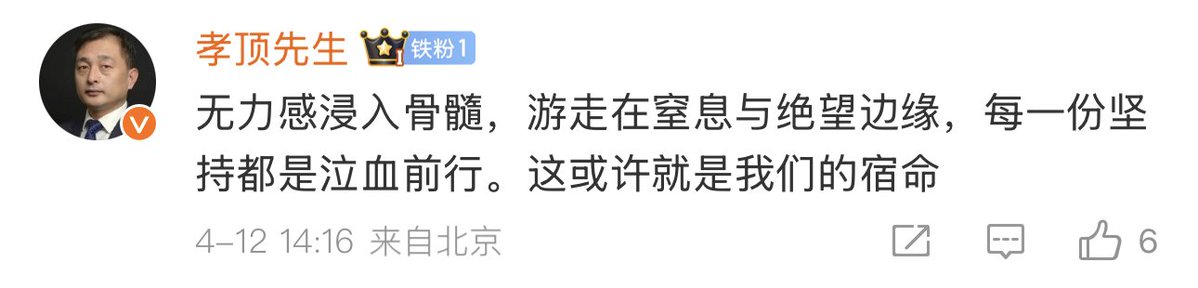 孝顶先生 I 铁粉1
无力感浸入骨髓，游走在窒息与绝望边缘，每一份坚
持都是泣血前行。这或许就是我们的宿命
4-12 14:16 来自北京 6